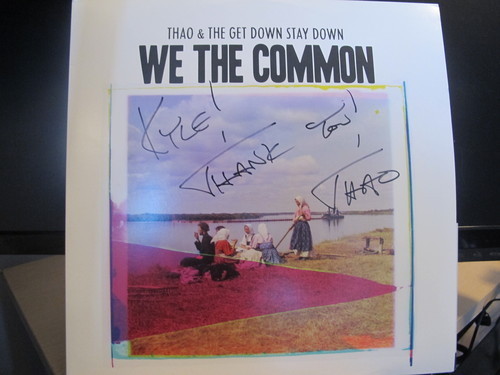 THAO & THE GET DOWN STAY DOWN
WE THE COMMON
KYLE!
THANK YOU!
THAO